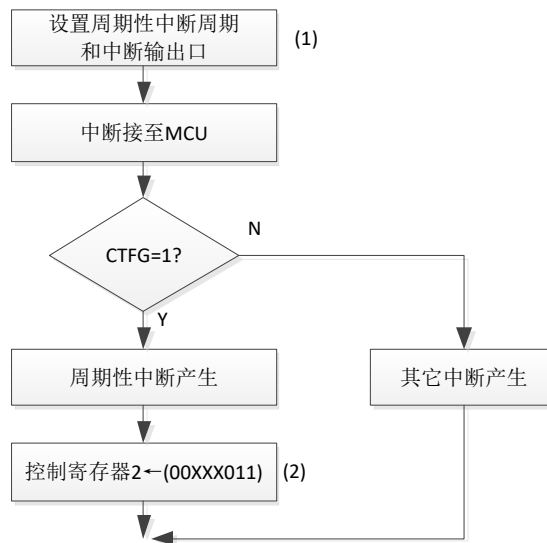 设置周期性中断周期
和中断输出口
(1)
中断接至MCU
CTFG=1?
N
Y
周期性中断产生
其它中断产生
控制寄存器2←(00XXX011)
(2)